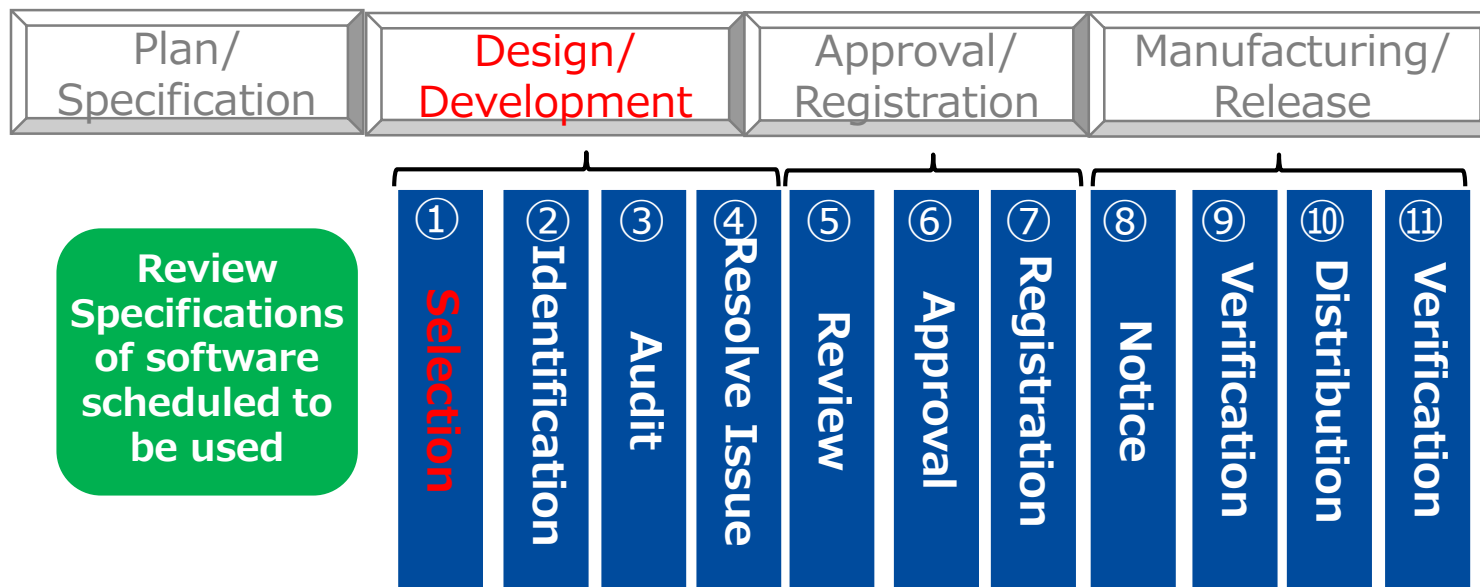 Plan/
Specification
Design/
Development
Approval/
Registration
Manufacturing/
Release
Review
Specifications
of software
scheduled to
be used
① Selection
② Identification
③ Audit
④ Resolve Issue
⑤ Review
⑥ Approval
⑦ Registration
⑧ Notice
⑨ Verification
⑩ Distribution
⑪ Verification